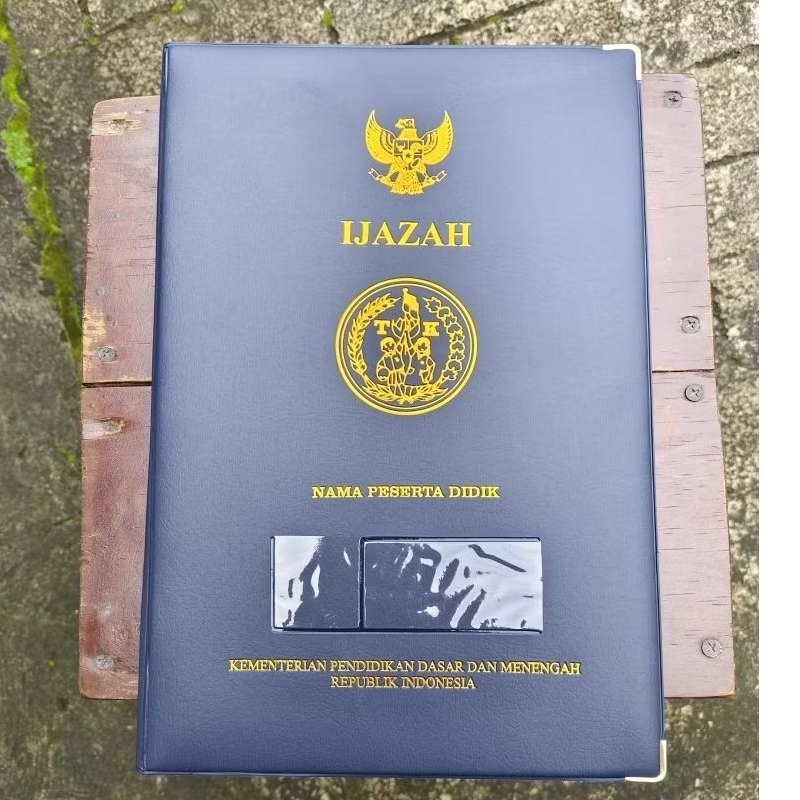 IJAZAH
T K
NAMA PESERTA DIDIK
KEMENTERIAN PENDIDIKAN DASAR DAN MENENGAH
REPUBLIK INDONESIA